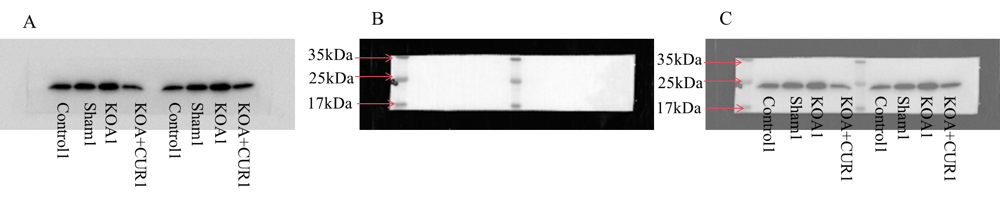 A
Control1
Sham1
KOA1
KOA+CUR1
Control1
Sham1
KOA1
KOA+CUR1
B
35kDa
25kDa
17kDa
C
35kDa
25kDa
17kDa
Control1
Sham1
KOA1
KOA+CUR1
Control1
Sham1
KOA1
KOA+CUR1